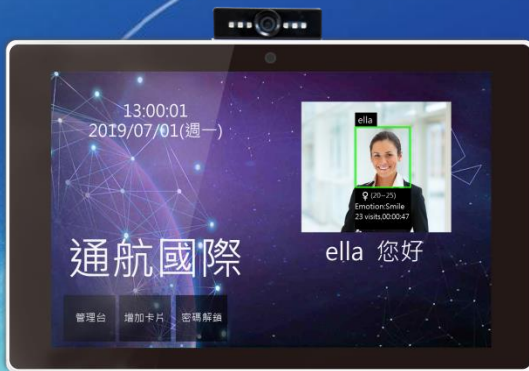 13:00:01
2019/07/01(週一)
ella
♀ (20~25)
Emotion:Smile
23 visits,00:00:47
通航國際
ella 您好
管理台 增加卡片 密碼解鎖